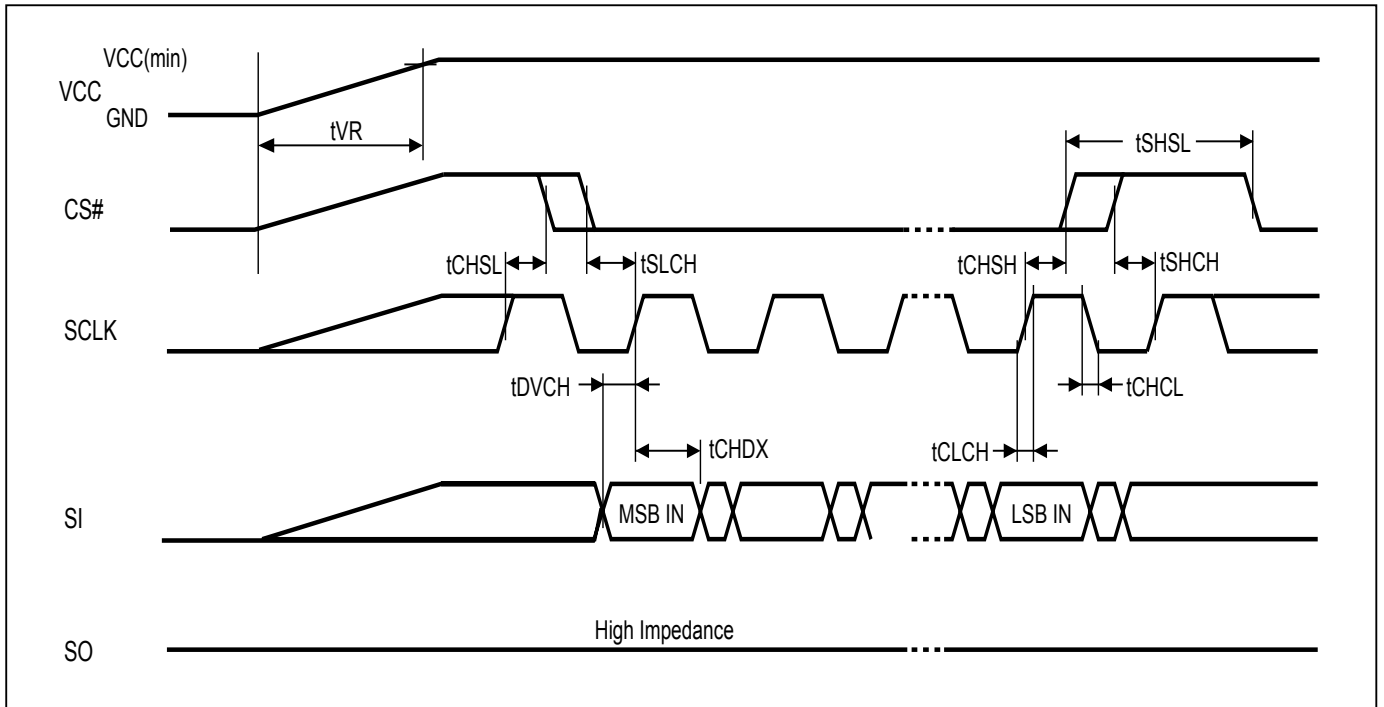 VCC(min)
VCC
GND
tVR
tSHSL
CS#
tCHSL
tSLCH
tCHSH
tSHCH
SCLK
tDVCH
tCHCL
tCHDX
tCLCH
SI
MSB IN
LSB IN
High Impedance
SO